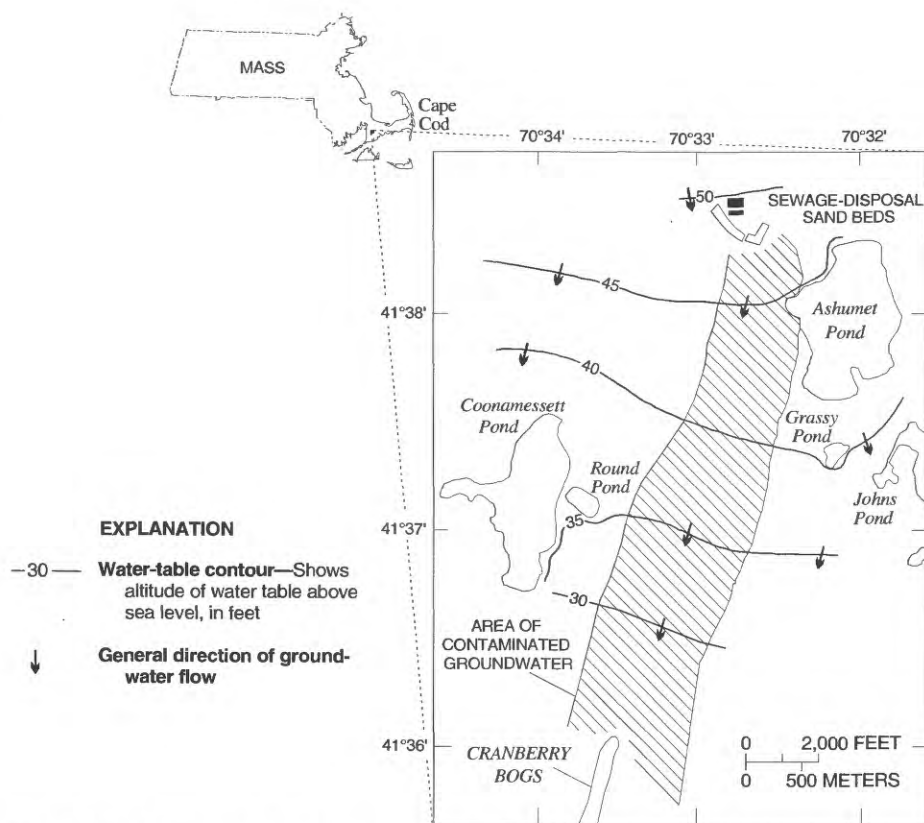 MASS
Cape
Cod
70°34'
70°33'
70°32'
50
SEWAGE-DISPOSAL
SAND BEDS
45
41°38'
Ashumet
Pond
40
Coonamessett
Pond
Grassy
Pond
Round
Pond
Johns
Pond
35
41°37'
EXPLANATION
—30— Water-table contour—Shows
altitude of water table above
sea level, in feet
30
AREA OF
CONTAMINATED
GROUNDWATER
General direction of ground-
water flow
41°36'
CRANBERRY
BOGS
0 2,000 FEET
0 500 METERS